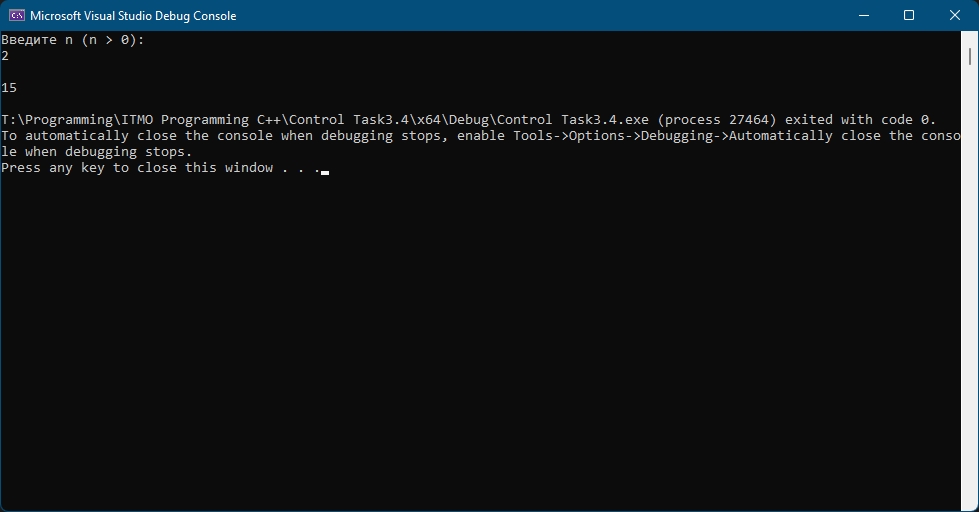 Microsoft Visual Studio Debug Console
Введите n (n > 0):
2
15
T:\Programming\ITMO Programming C++\Control Task3.4\x64\Debug\Control Task3.4.exe (process 27464) exited with code 0.
To automatically close the console when debugging stops, enable Tools->Options->Debugging->Automatically close the conso
le when debugging stops.
Press any key to close this window . . .